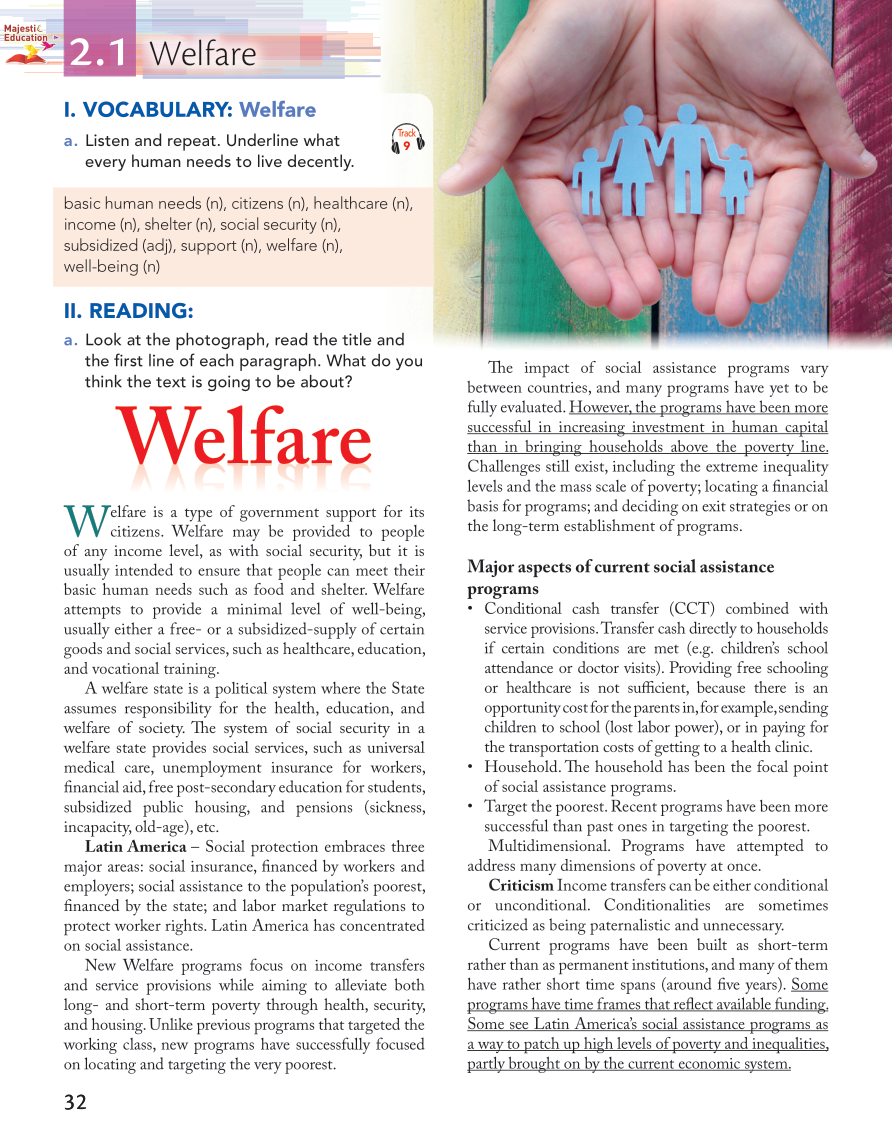 Majesti
Education
2.1 Welfare
I. VOCABULARY: Welfare
a. Listen and repeat. Underline what
every human needs to live decently.
Track
9
basic human needs (n), citizens (n), healthcare (n),
income (n), shelter (n), social security (n),
subsidized (adj), support (n), welfare (n),
well-being (n)
II. READING:
a. Look at the photograph, read the title and
the first line of each paragraph. What do you
think the text is going to be about?
Welfare
Welfare is a type of government support for its
citizens. Welfare may be provided to people
of any income level, as with social security, but it is
usually intended to ensure that people can meet their
basic human needs such as food and shelter. Welfare
attempts to provide a minimal level of well-being,
usually either a free- or a subsidized-supply of certain
goods and social services, such as healthcare, education,
and vocational training.
A welfare state is a political system where the State
assumes responsibility for the health, education, and
welfare of society. The system of social security in a
welfare state provides social services, such as universal
medical care, unemployment insurance for workers,
financial aid, free post-secondary education for students,
subsidized public housing, and pensions (sickness,
incapacity, old-age), etc.
Latin America – Social protection embraces three
major areas: social insurance, financed by workers and
employers; social assistance to the population's poorest,
financed by the state; and labor market regulations to
protect worker rights. Latin America has concentrated
on social assistance.
New Welfare programs focus on income transfers
and service provisions while aiming to alleviate both
long- and short-term poverty through health, security,
and housing. Unlike previous programs that targeted the
working class, new programs have successfully focused
on locating and targeting the very poorest.
The impact of social assistance programs vary
between countries, and many programs have yet to be
fully evaluated. However, the programs have been more
successful in increasing investment in human capital
than in bringing households above the poverty line.
Challenges still exist, including the extreme inequality
levels and the mass scale of poverty; locating a financial
basis for programs; and deciding on exit strategies or on
the long-term establishment of programs.
Major aspects of current social assistance
programs
• Conditional cash transfer (CCT) combined with
service provisions. Transfer cash directly to households
if certain conditions are met (e.g. children's school
attendance or doctor visits). Providing free schooling
or healthcare is not sufficient, because there is an
opportunity cost for the parents in, for example, sending
children to school (lost labor power), or in paying for
the transportation costs of getting to a health clinic.
• Household. The household has been the focal point
of social assistance programs.
• Target the poorest. Recent programs have been more
successful than past ones in targeting the poorest.
Multidimensional. Programs have attempted to
address many dimensions of poverty at once.
Criticism Income transfers can be either conditional
or unconditional. Conditionalities are sometimes
criticized as being paternalistic and unnecessary.
Current programs have been built as short-term
rather than as permanent institutions, and many of them
have rather short time spans (around five years). Some
programs have time frames that reflect available funding.
Some see Latin America's social assistance programs as
a way to patch up high levels of poverty and inequalities,
partly brought on by the current economic system.
32